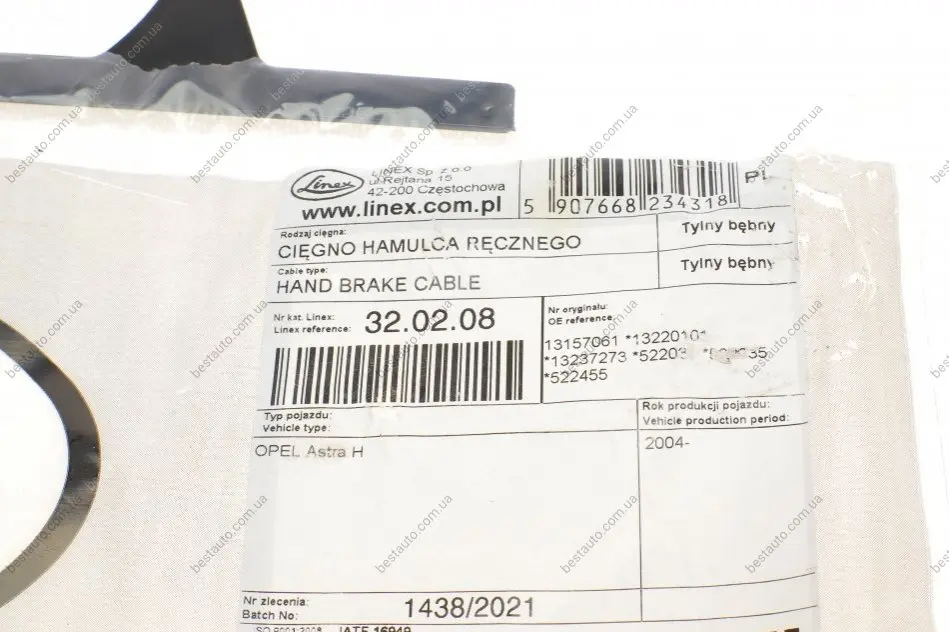 Linex
LINEX Sp. z o.o
ul.Rejtana 15
42-200 Częstochowa
www.linex.com.pl
5 907668 234318
PL
Rodzaj cięgna:
CIĘGNO HAMULCA RĘCZNEGO
Tylny bębny
Cable type:
HAND BRAKE CABLE
Tylny bębny
Nr kat. Linex:
Linex reference:
32.02.08
Nr oryginału:
OE reference:
13157061
*13237273
*522455
Typ pojazdu:
Vehicle type:
Rok produkcji pojazdu:
Vehicle production period:
OPEL Astra H
2004-
Nr zlecenia:
Batch No:
1438/2021
IATF 16949
bestauto.com.ua